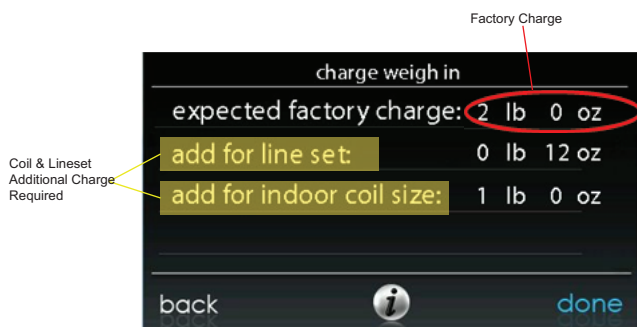 Factory Charge
charge weigh in
expected factory charge: 2 lb 0 oz
add for line set: 0 lb 12 oz
Coil & Lineset
Additional Charge
Required
add for indoor coil size: 1 lb 0 oz
back i done